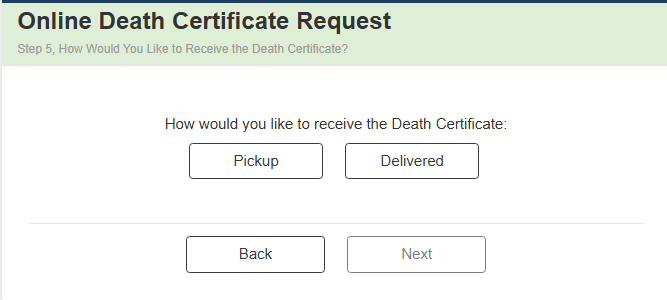 Online Death Certificate Request
Step 5, How Would You Like to Receive the Death Certificate?
How would you like to receive the Death Certificate:
Pickup Delivered
Back Next